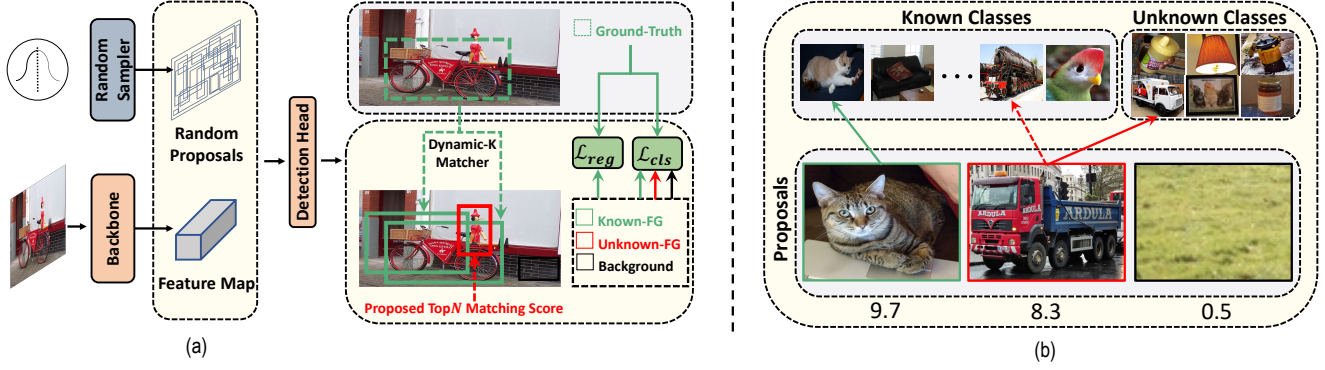 Random
Sampler
Random
Proposals
Backbone
Feature Map
Detection Head
Ground-Truth
Dynamic-K
Matcher
ℒreg
ℒcls
Known-FG
Unknown-FG
Background
Proposed TopN Matching Score
(a)
Known Classes
Unknown Classes
Proposals
ARDULA
ARDULA
9.7
8.3
0.5
(b)